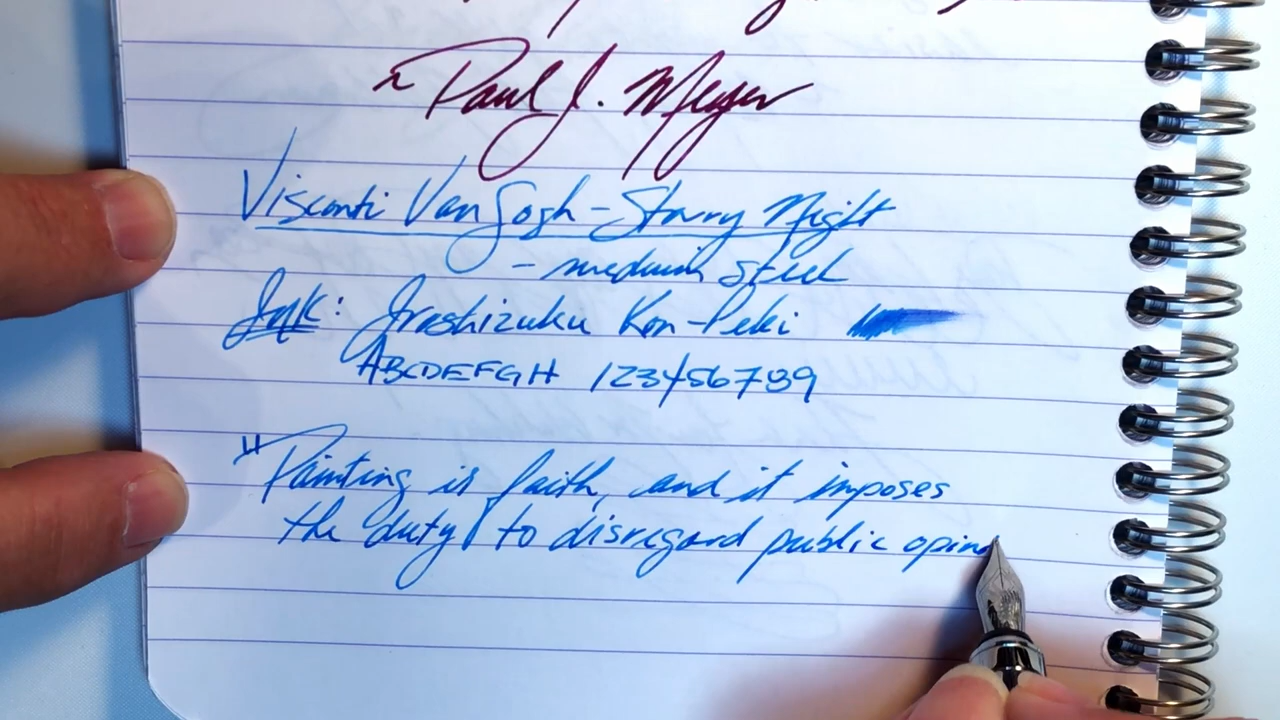 ~ Paul J. Meyer
Visconti Van Gogh - Starry Night
- medium steel
Ink: Iroshizuku Kon-Peki
ABCDEFGH 123456789
"Painting is faith, and it imposes
the duty to disregard public opin